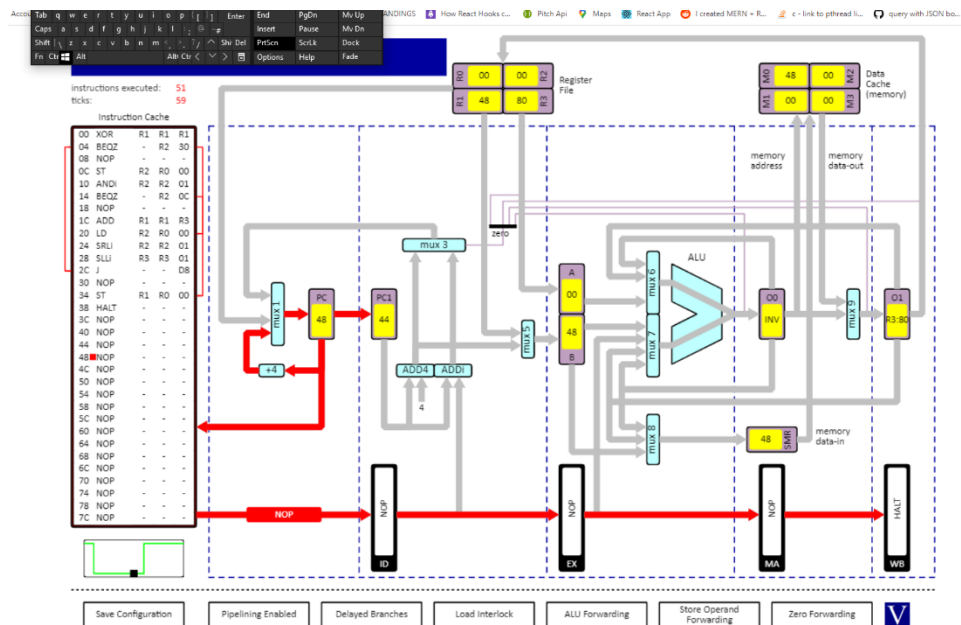 Accou
ANDINGS
How React Hooks c...
Pitch Api
Maps
React App
I created MERN + R...
c - link to pthread li...
query with JSON bo...
Tab q w e r t y u i o p [ ] Enter End PgDn Mv Up
Caps a s d f g h j k l ; @ ~# Insert Pause Mv Dn
Shift \ z x c v b n m , . ? / ^ Shi Del PrtScn ScrLk Dock
Fn Ctr Alt Alt Ctr < > Options Help Fade
instructions executed: 51
ticks: 59
Instruction Cache
00 XOR R1 R1 R1
04 BEQZ - R2 30
08 NOP - - -
0C ST R2 R0 00
10 ANDi R2 R2 01
14 BEQZ - R2 0C
18 NOP - - -
1C ADD R1 R1 R3
20 LD R2 R0 00
24 SRLi R2 R2 01
28 SLLi R3 R3 01
2C J - - D8
30 NOP - - -
34 ST R1 R0 00
38 HALT - - -
3C NOP - - -
40 NOP - - -
44 NOP - - -
48 NOP - - -
4C NOP - - -
50 NOP - - -
54 NOP - - -
58 NOP - - -
5C NOP - - -
60 NOP - - -
64 NOP - - -
68 NOP - - -
6C NOP - - -
70 NOP - - -
74 NOP - - -
78 NOP - - -
7C NOP - - -
R0 00 00 R2
R1 48 80 R3
Register
File
M0 48 00 M2
M1 00 00 M3
Data
Cache
(memory)
memory
address
memory
data-out
zero
mux 3
ALU
mux 1
PC
48
PC1
44
A
00
48
B
mux 5
mux 6
mux 7
O0
INV
mux 9
O1
R3:80
+4
ADD4
ADDi
4
mux 8
48
SMR
memory
data-in
NOP
NOP
ID
NOP
EX
NOP
MA
HALT
WB
Save Configuration
Pipelining Enabled
Delayed Branches
Load Interlock
ALU Forwarding
Store Operand
Forwarding
Zero Forwarding
V